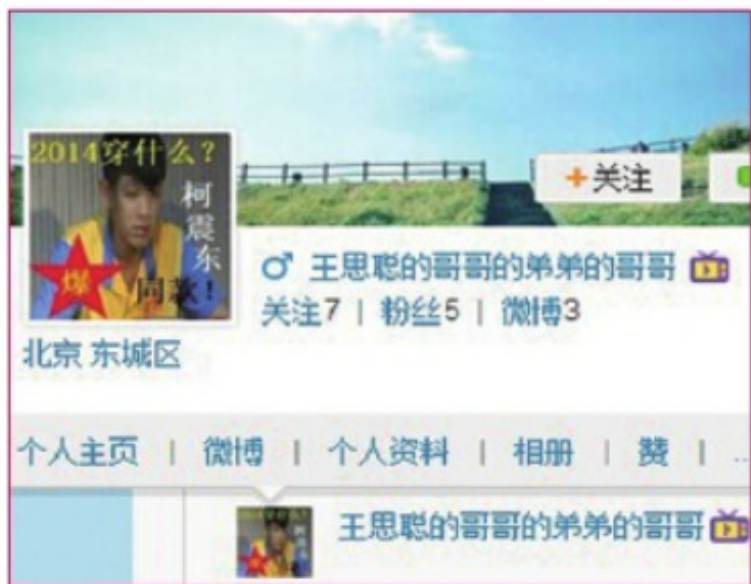 2014穿什么？
柯震东
爆
同款！
+关注
♂ 王思聪的哥哥的弟弟的哥哥
关注7 | 粉丝5 | 微博3
北京 东城区
个人主页 | 微博 | 个人资料 | 相册 | 赞 | ...
王思聪的哥哥的弟弟的哥哥